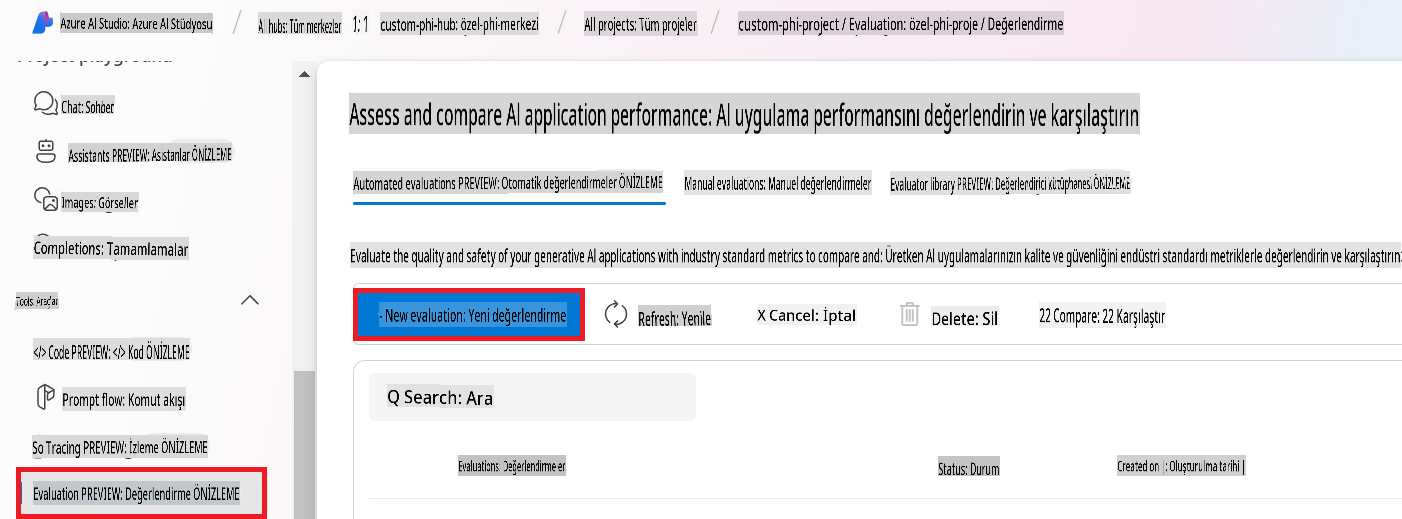 Azure AI Studio: Azure AI Stüdyosu / AI hubs: Tüm merkezler 1: 1 custom-phi-hub: özel-phi-merkezi / All projects: Tüm projeler / custom-phi-project / Evaluation: özel-phi-proje / Değerlendirme
Project playground
Chat: Sohbet
Assistants PREVIEW: Asistanlar ÖNİZLEME
Images: Görseller
Completions: Tamamlamalar
Tools: Araçlar
</> Code PREVIEW: </> Kod ÖNİZLEME
Prompt flow: Komut akışı
So Tracing PREVIEW: İzleme ÖNİZLEME
Evaluation PREVIEW: Değerlendirme ÖNİZLEME
Assess and compare AI application performance: AI uygulama performansını değerlendirin ve karşılaştırın
Automated evaluations PREVIEW: Otomatik değerlendirmeler ÖNİZLEME Manual evaluations: Manuel değerlendirmeler Evaluator library PREVIEW: Değerlendirici kütüphanesi ÖNİZLEME
Evaluate the quality and safety of your generative AI applications with industry standard metrics to compare and: Üretken AI uygulamalarınızın kalite ve güvenliğini endüstri standardı metriklerle değerlendirin ve karşılaştırın:
- New evaluation: Yeni değerlendirme Refresh: Yenile X Cancel: İptal Delete: Sil 22 Compare: 22 Karşılaştır
Q Search: Ara
Evaluations: Değerlendirmeler Status: Durum Created on |: Oluşturulma tarihi |